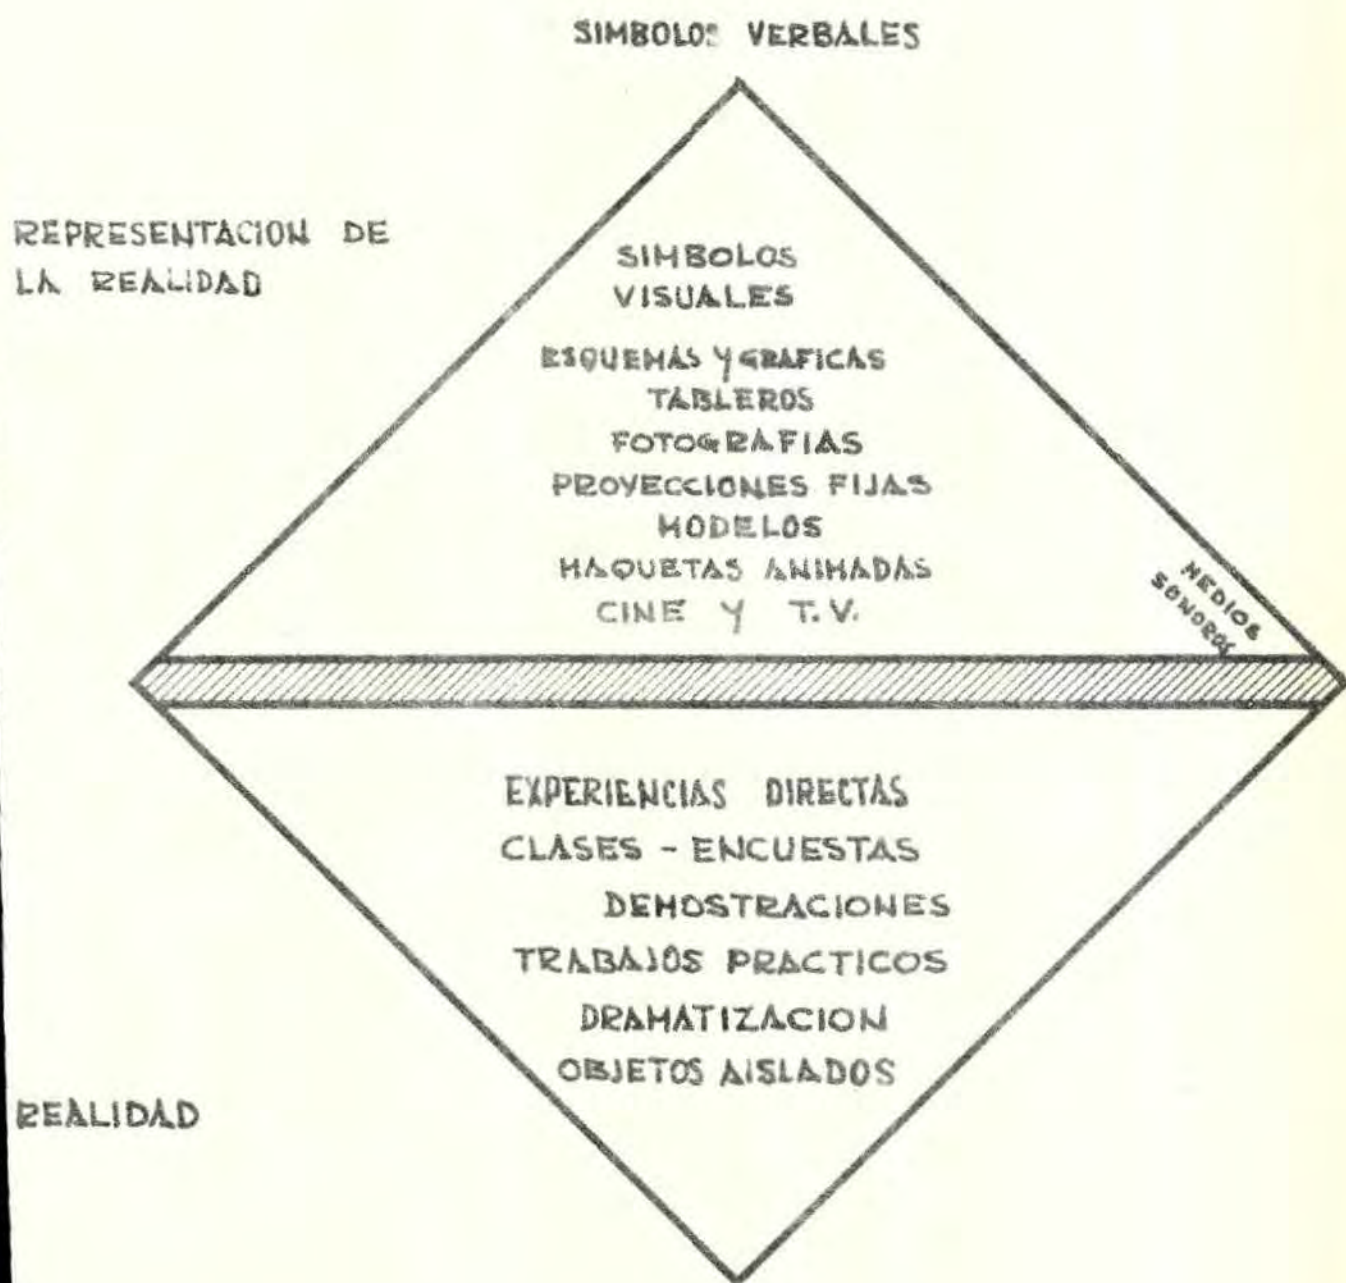 SIMBOLOS VERBALES
REPRESENTACION DE
LA REALIDAD
SIMBOLOS
VISUALES
ESQUEMAS Y GRAFICAS
TABLEROS
FOTOGRAFIAS
PROYECCIONES FIJAS
MODELOS
MAQUETAS ANIMADAS
CINE Y T.V.
MEDIOS
SONOROS
EXPERIENCIAS DIRECTAS
CLASES - ENCUESTAS
DEMOSTRACIONES
TRABAJOS PRACTICOS
DRAMATIZACION
OBJETOS AISLADOS
REALIDAD